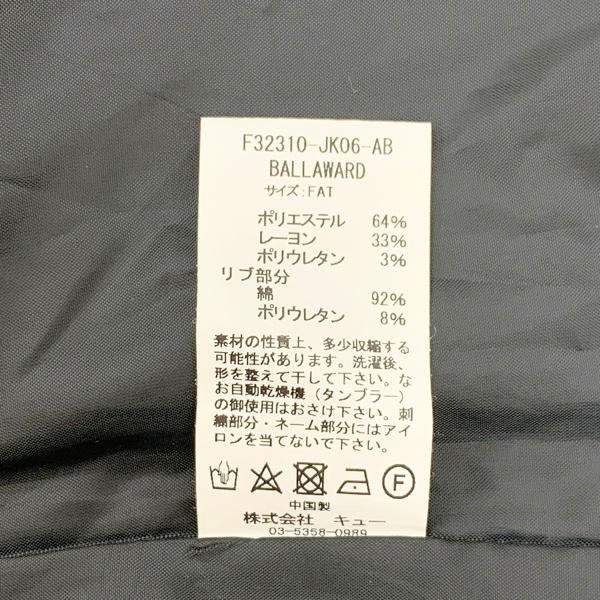 F32310-JK06-AB
BALLAWARD
サイズ:FAT
ポリエステル 64%
レーヨン 33%
ポリウレタン 3%
リブ部分
綿 92%
ポリウレタン 8%
素材の性質上、多少収縮する
可能性があります。洗濯後、
形を整えて干して下さい。な
お自動乾燥機（タンブラー）
の御使用はおさけ下さい。刺
繍部分・ネーム部分にはアイ
ロンを当てないで下さい。
F
中国製
株式会社 キュー
03-5358-0989